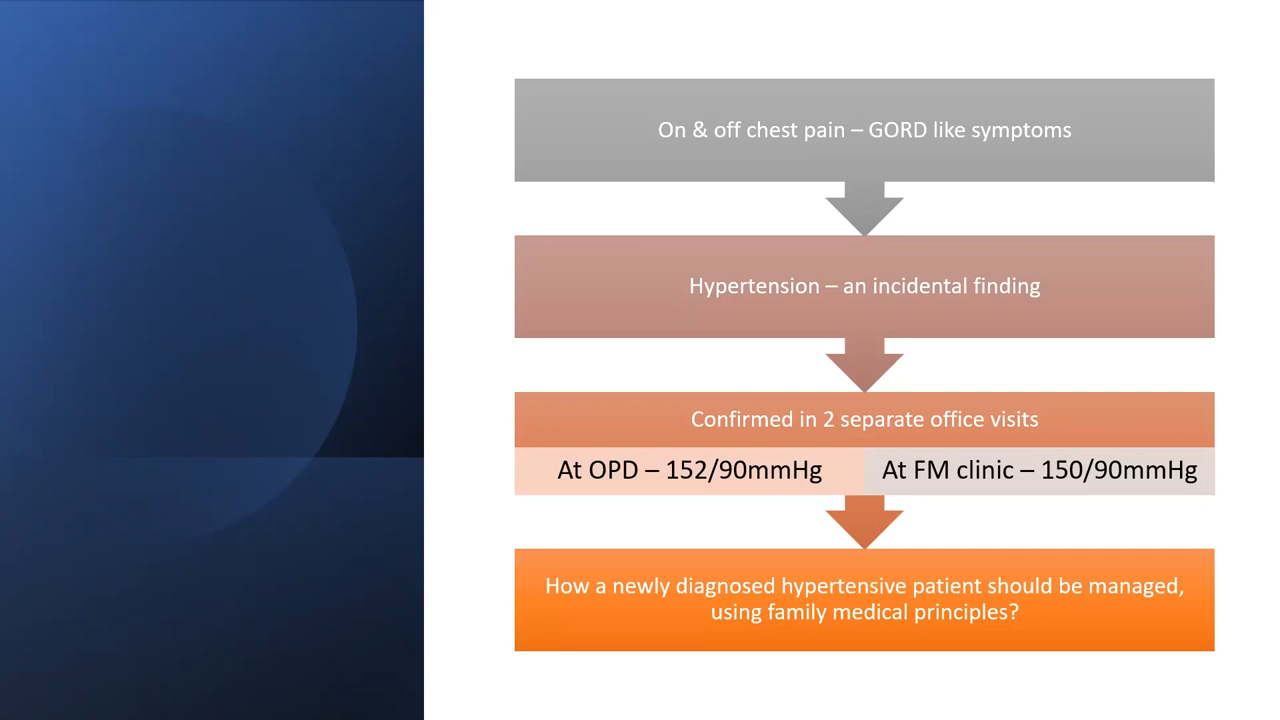 On & off chest pain – GORD like symptoms
Hypertension – an incidental finding
Confirmed in 2 separate office visits
At OPD – 152/90mmHg
At FM clinic – 150/90mmHg
How a newly diagnosed hypertensive patient should be managed,
using family medical principles?